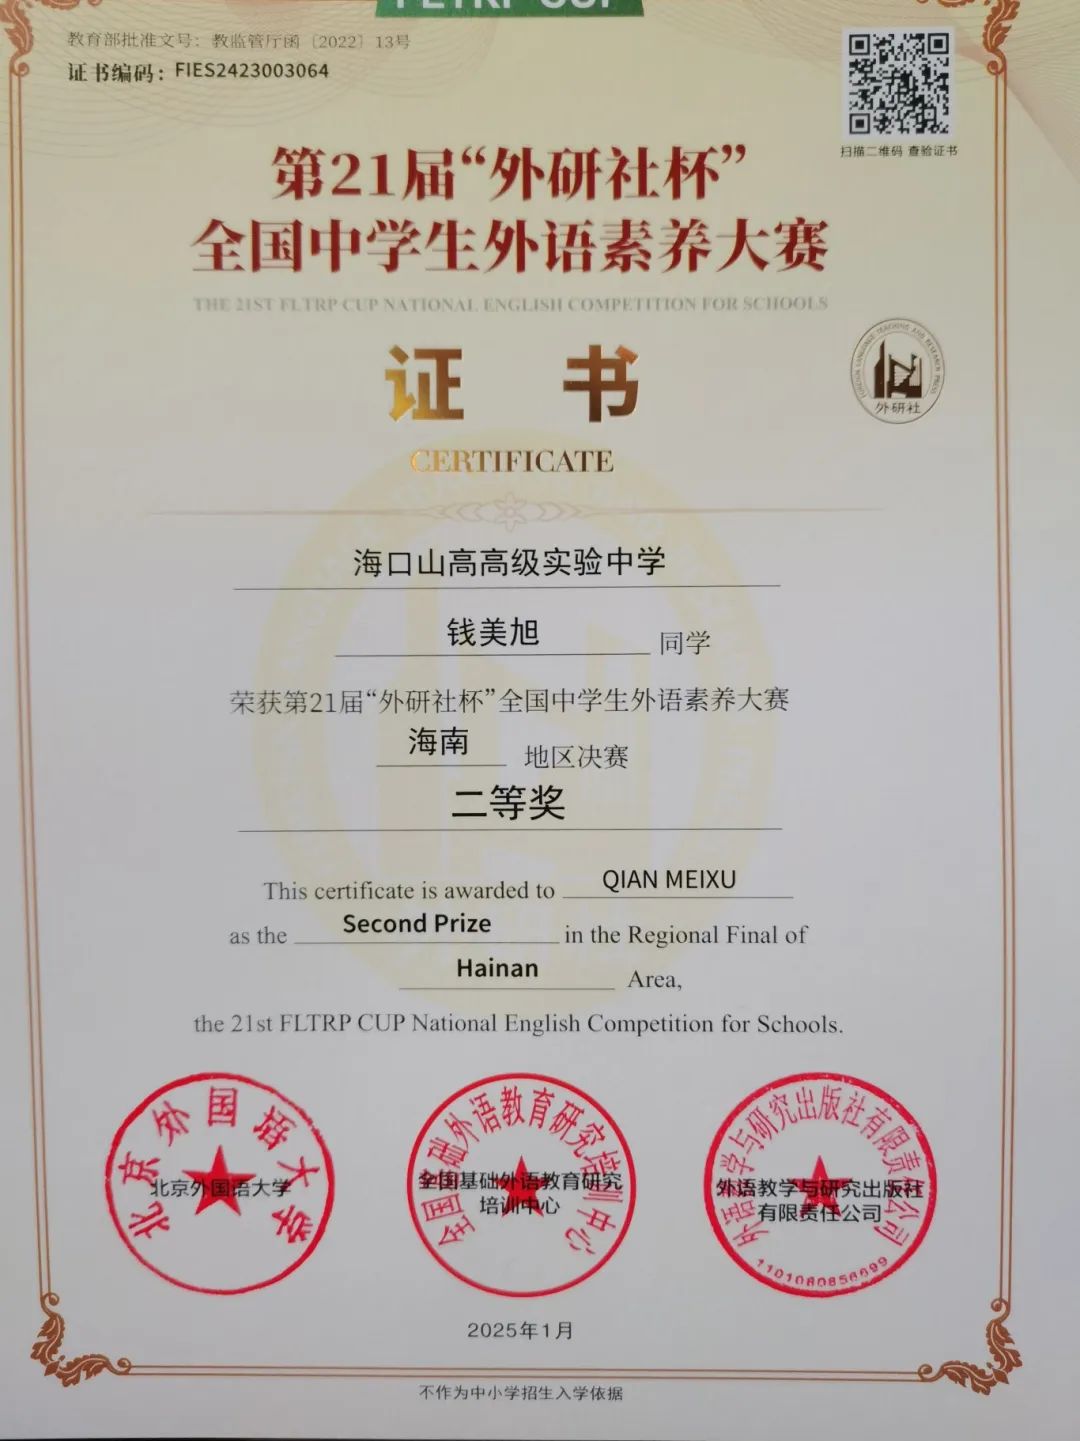 FLTRP CUP
教育部批准文号：教监管厅函〔2022〕13号
证书编码：FIES2423003064
扫描二维码 查验证书
第21届“外研社杯”
全国中学生外语素养大赛
THE 21ST FLTRP CUP NATIONAL ENGLISH COMPETITION FOR SCHOOLS
证 书
FOREIGN LANGUAGE TEACHING AND RESEARCH PRESS
外研社
CERTIFICATE
海口山高高级实验中学
钱美旭 同学
荣获第21届“外研社杯”全国中学生外语素养大赛
海南 地区决赛
二等奖
This certificate is awarded to QIAN MEIXU
as the Second Prize in the Regional Final of
Hainan Area,
the 21st FLTRP CUP National English Competition for Schools.
北京外国语大学
北京外国语大学
全国基础外语教育研究培训中心
全国基础外语教育研究
培训中心
外语教学与研究出版社有限责任公司
外语教学与研究出版社
有限责任公司
2025年1月
不作为中小学招生入学依据